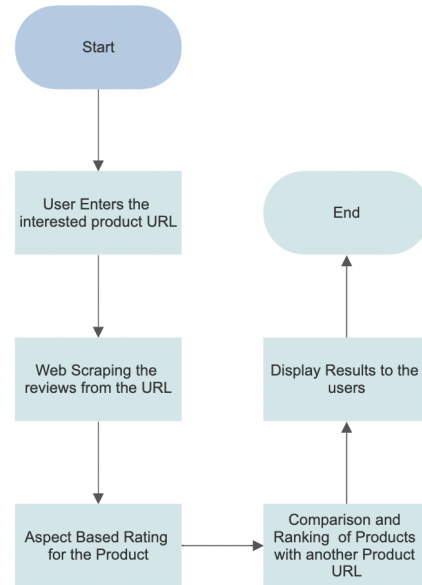 Start
User Enters the
interested product URL
Web Scraping the
reviews from the URL
Aspect Based Rating
for the Product
Comparison and
Ranking of Products
with another Product
URL
Display Results to the
users
End